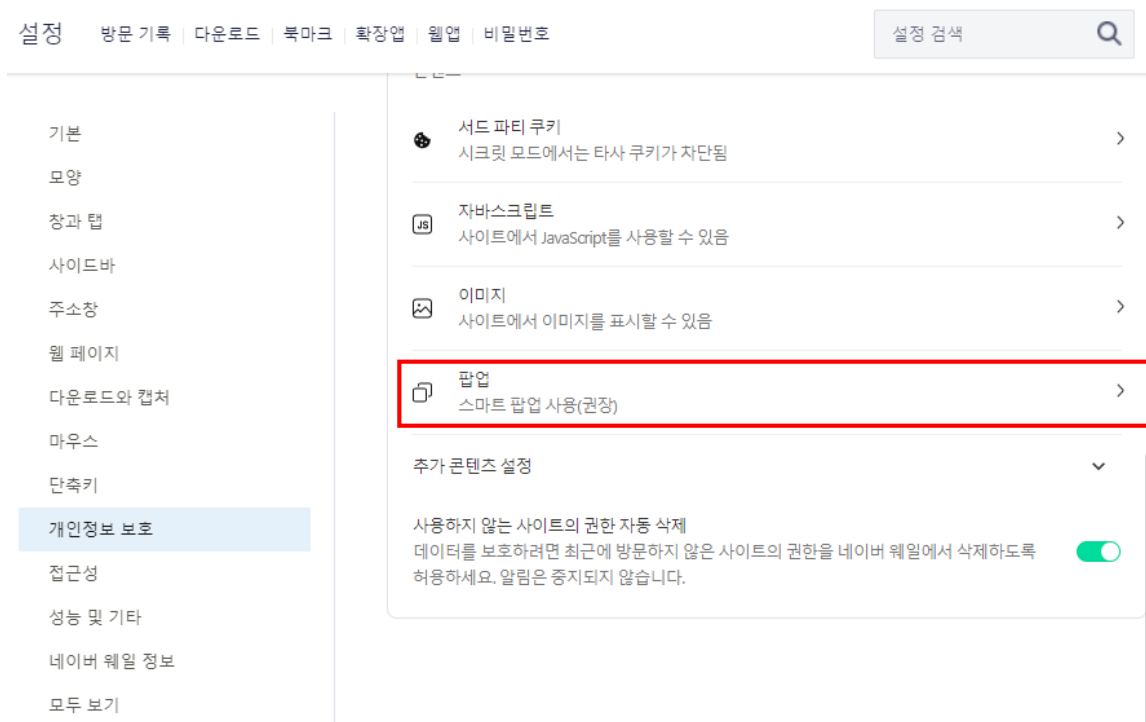 설정 방문 기록 다운로드 북마크 확장앱 웹앱 비밀번호 설정 검색
기본
모양
창과 탭
사이드바
주소창
웹 페이지
다운로드와 캡처
마우스
단축키
개인정보 보호
접근성
성능 및 기타
네이버 웨일 정보
모두 보기
서드 파티 쿠키
시크릿 모드에서는 타사 쿠키가 차단됨
JS
자바스크립트
사이트에서 JavaScript를 사용할 수 있음
이미지
사이트에서 이미지를 표시할 수 있음
팝업
스마트 팝업 사용(권장)
추가 콘텐츠 설정
사용하지 않는 사이트의 권한 자동 삭제
데이터를 보호하려면 최근에 방문하지 않은 사이트의 권한을 네이버 웨일에서 삭제하도록
허용하세요. 알림은 중지되지 않습니다.